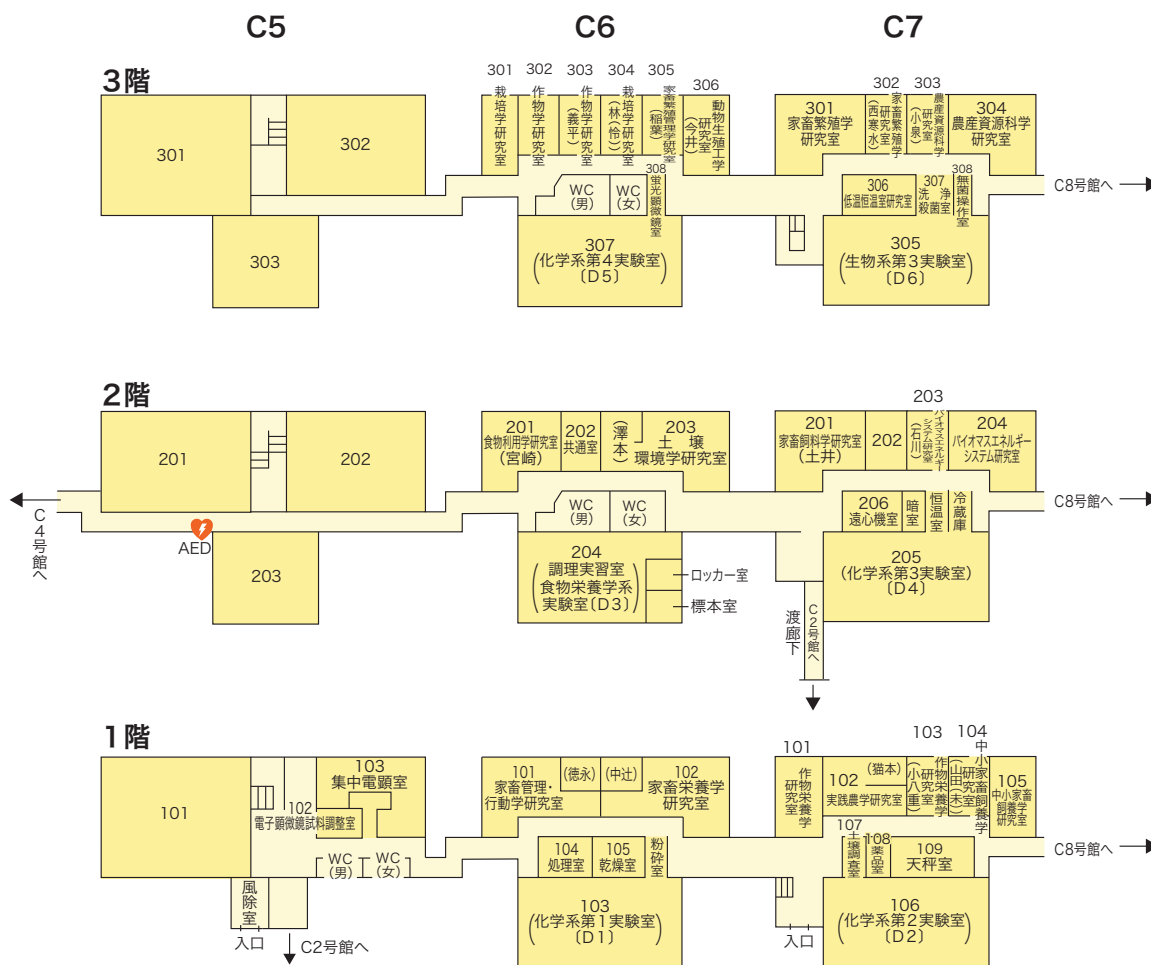 C5
C6
C7
3階
301
302
303
301
栽培学研究室
302
作物学研究室
303
作物学研究室
(義平)
304
栽培学研究室
(林(怜))
305
家畜繁殖管理学研究室
(稲葉)
306
動物生殖工学
研究室
(今井)
WC
(男)
WC
(女)
308
蛍光顕微鏡室
307
(化学系第4実験室)
〔D5〕
301
家畜繁殖学
研究室
302
家畜繁殖学
研究室
(西寒水)
303
農産資源科学
研究室
(小泉)
304
農産資源科学
研究室
306
低温恒温室研究室
307
洗浄
殺菌室
308
無菌操作室
305
(生物系第3実験室)
〔D6〕
C8号館へ
2階
201
202
203
AED
C4号館へ
201
食物利用学研究室
(宮崎)
202
共通室
(澤本)
203
土壌
環境学研究室
WC
(男)
WC
(女)
204
(調理実習室
食物栄養学系
実験室〔D3〕)
ロッカー室
標本室
201
家畜飼料学研究室
(土井)
202
203
バイオマスエネルギー
システム研究室
(石川)
204
バイオマスエネルギー
システム研究室
206
遠心機室
暗室
恒温室
冷蔵庫
205
(化学系第3実験室)
〔D4〕
C8号館へ
渡廊下
C2号館へ
1階
101
102
電子顕微鏡試料調整室
103
集中電顕室
WC
(男)
WC
(女)
風除室
入口
C2号館へ
101
家畜管理・
行動学研究室
(徳永)
(中辻)
102
家畜栄養学
研究室
104
処理室
105
乾燥室
粉砕室
103
(化学系第1実験室)
〔D1〕
101
作物栄養学
研究室
(猫本)
102
実践農学研究室
103
作物栄養学
研究室
(小八重)
104
中小家畜飼養学
研究室
(山田(未))
105
中小家畜
飼養学
研究室
107
土壌調査室
108
薬品室
109
天秤室
106
(化学系第2実験室)
〔D2〕
入口
C8号館へ